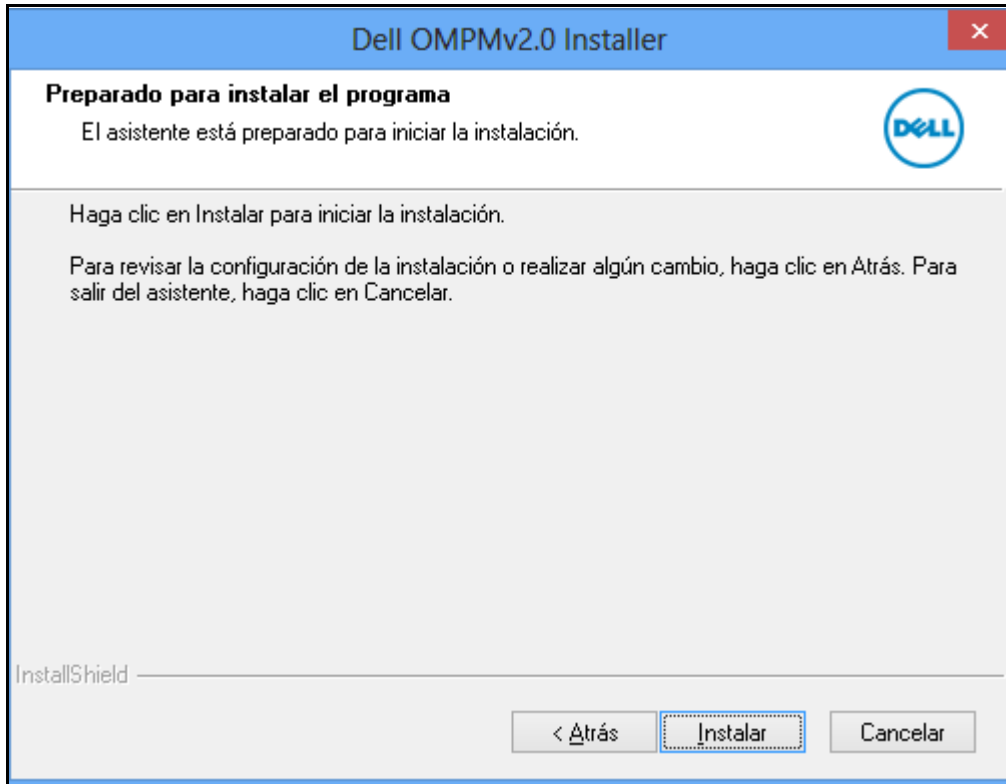 Dell OMPMv2.0 Installer
Preparado para instalar el programa
El asistente está preparado para iniciar la instalación.
DELL
Haga clic en Instalar para iniciar la instalación.
Para revisar la configuración de la instalación o realizar algún cambio, haga clic en Atrás. Para
salir del asistente, haga clic en Cancelar.
InstallShield
< Atrás Instalar Cancelar